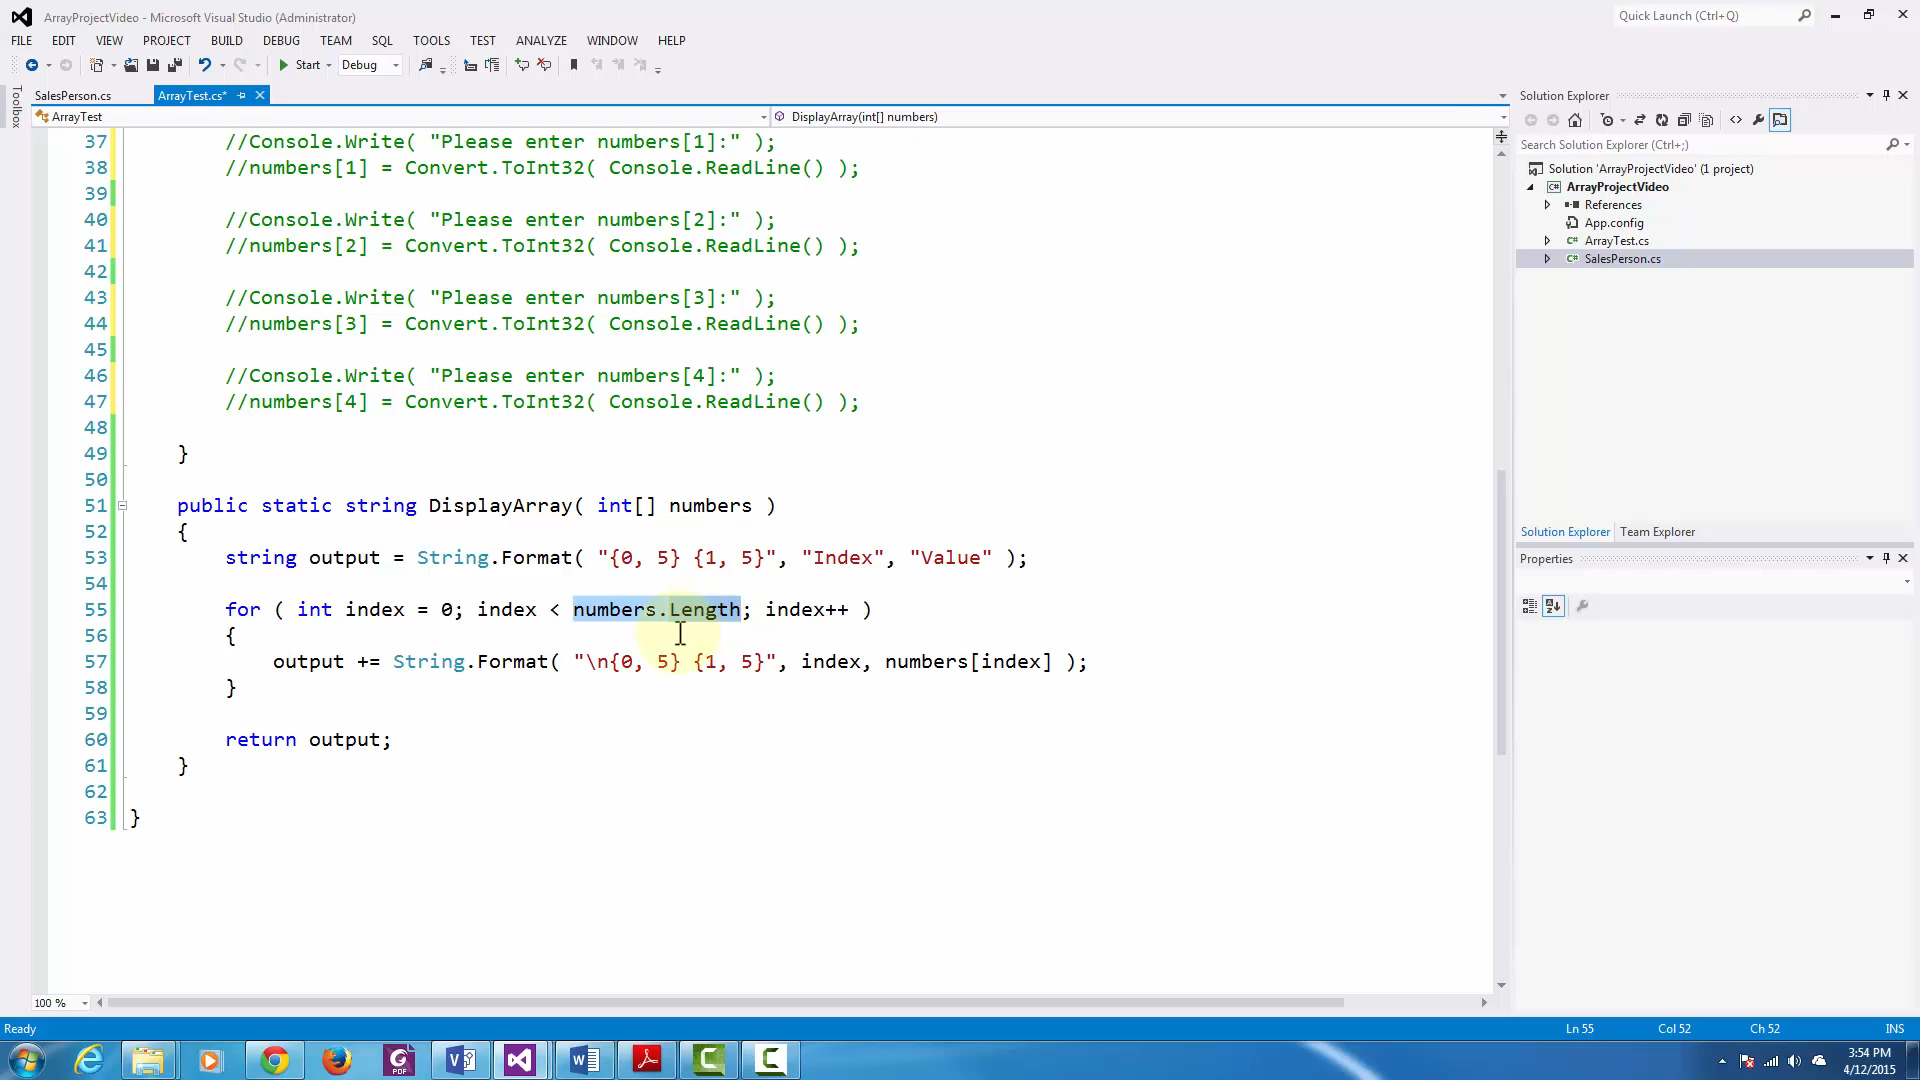 ArrayProjectVideo - Microsoft Visual Studio (Administrator)
Quick Launch (Ctrl+Q)
FILE EDIT VIEW PROJECT BUILD DEBUG TEAM SQL TOOLS TEST ANALYZE WINDOW HELP
Start Debug
Toolbox
SalesPerson.cs ArrayTest.cs*
ArrayTest DisplayArray(int[] numbers)
37 //Console.Write( "Please enter numbers[1]:" );
38 //numbers[1] = Convert.ToInt32( Console.ReadLine() );
39
40 //Console.Write( "Please enter numbers[2]:" );
41 //numbers[2] = Convert.ToInt32( Console.ReadLine() );
42
43 //Console.Write( "Please enter numbers[3]:" );
44 //numbers[3] = Convert.ToInt32( Console.ReadLine() );
45
46 //Console.Write( "Please enter numbers[4]:" );
47 //numbers[4] = Convert.ToInt32( Console.ReadLine() );
48
49 }
50
51 public static string DisplayArray( int[] numbers )
52 {
53 string output = String.Format( "{0, 5} {1, 5}", "Index", "Value" );
54
55 for ( int index = 0; index < numbers.Length; index++ )
56 {
57 output += String.Format( "\n{0, 5} {1, 5}", index, numbers[index] );
58 }
59
60 return output;
61 }
62
63 }
100 %
Solution Explorer
Search Solution Explorer (Ctrl+;)
Solution 'ArrayProjectVideo' (1 project)
C# ArrayProjectVideo
References
App.config
C# ArrayTest.cs
C# SalesPerson.cs
Solution Explorer Team Explorer
Properties
Ready Ln 55 Col 52 Ch 52 INS
PDF
3:54 PM
4/12/2015